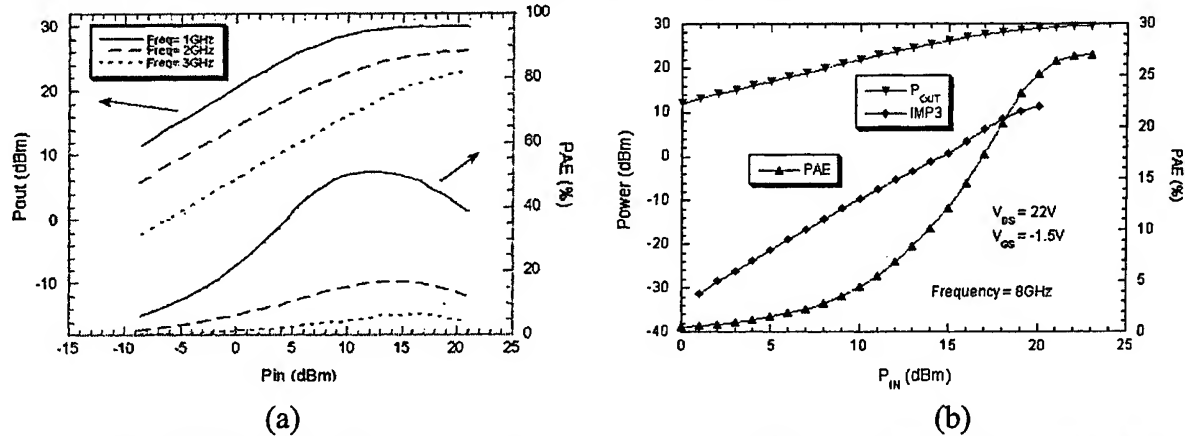 30
20
10
0
-10
100
80
60
40
20
0
Freq= 1GHz
Freq= 2GHz
Freq= 3GHz
Pout (dBm)
PAE (%)
-15
-10
-5
0
5
10
15
20
25
Pin (dBm)
(a)
30
20
10
0
-10
-20
-30
-40
30
25
20
15
10
5
0
P_OUT
IMP3
PAE
V_DS = 22V
V_GS = -1.5V
Frequency = 8GHz
Power (dBm)
PAE (%)
0
5
10
15
20
25
P_IN (dBm)
(b)